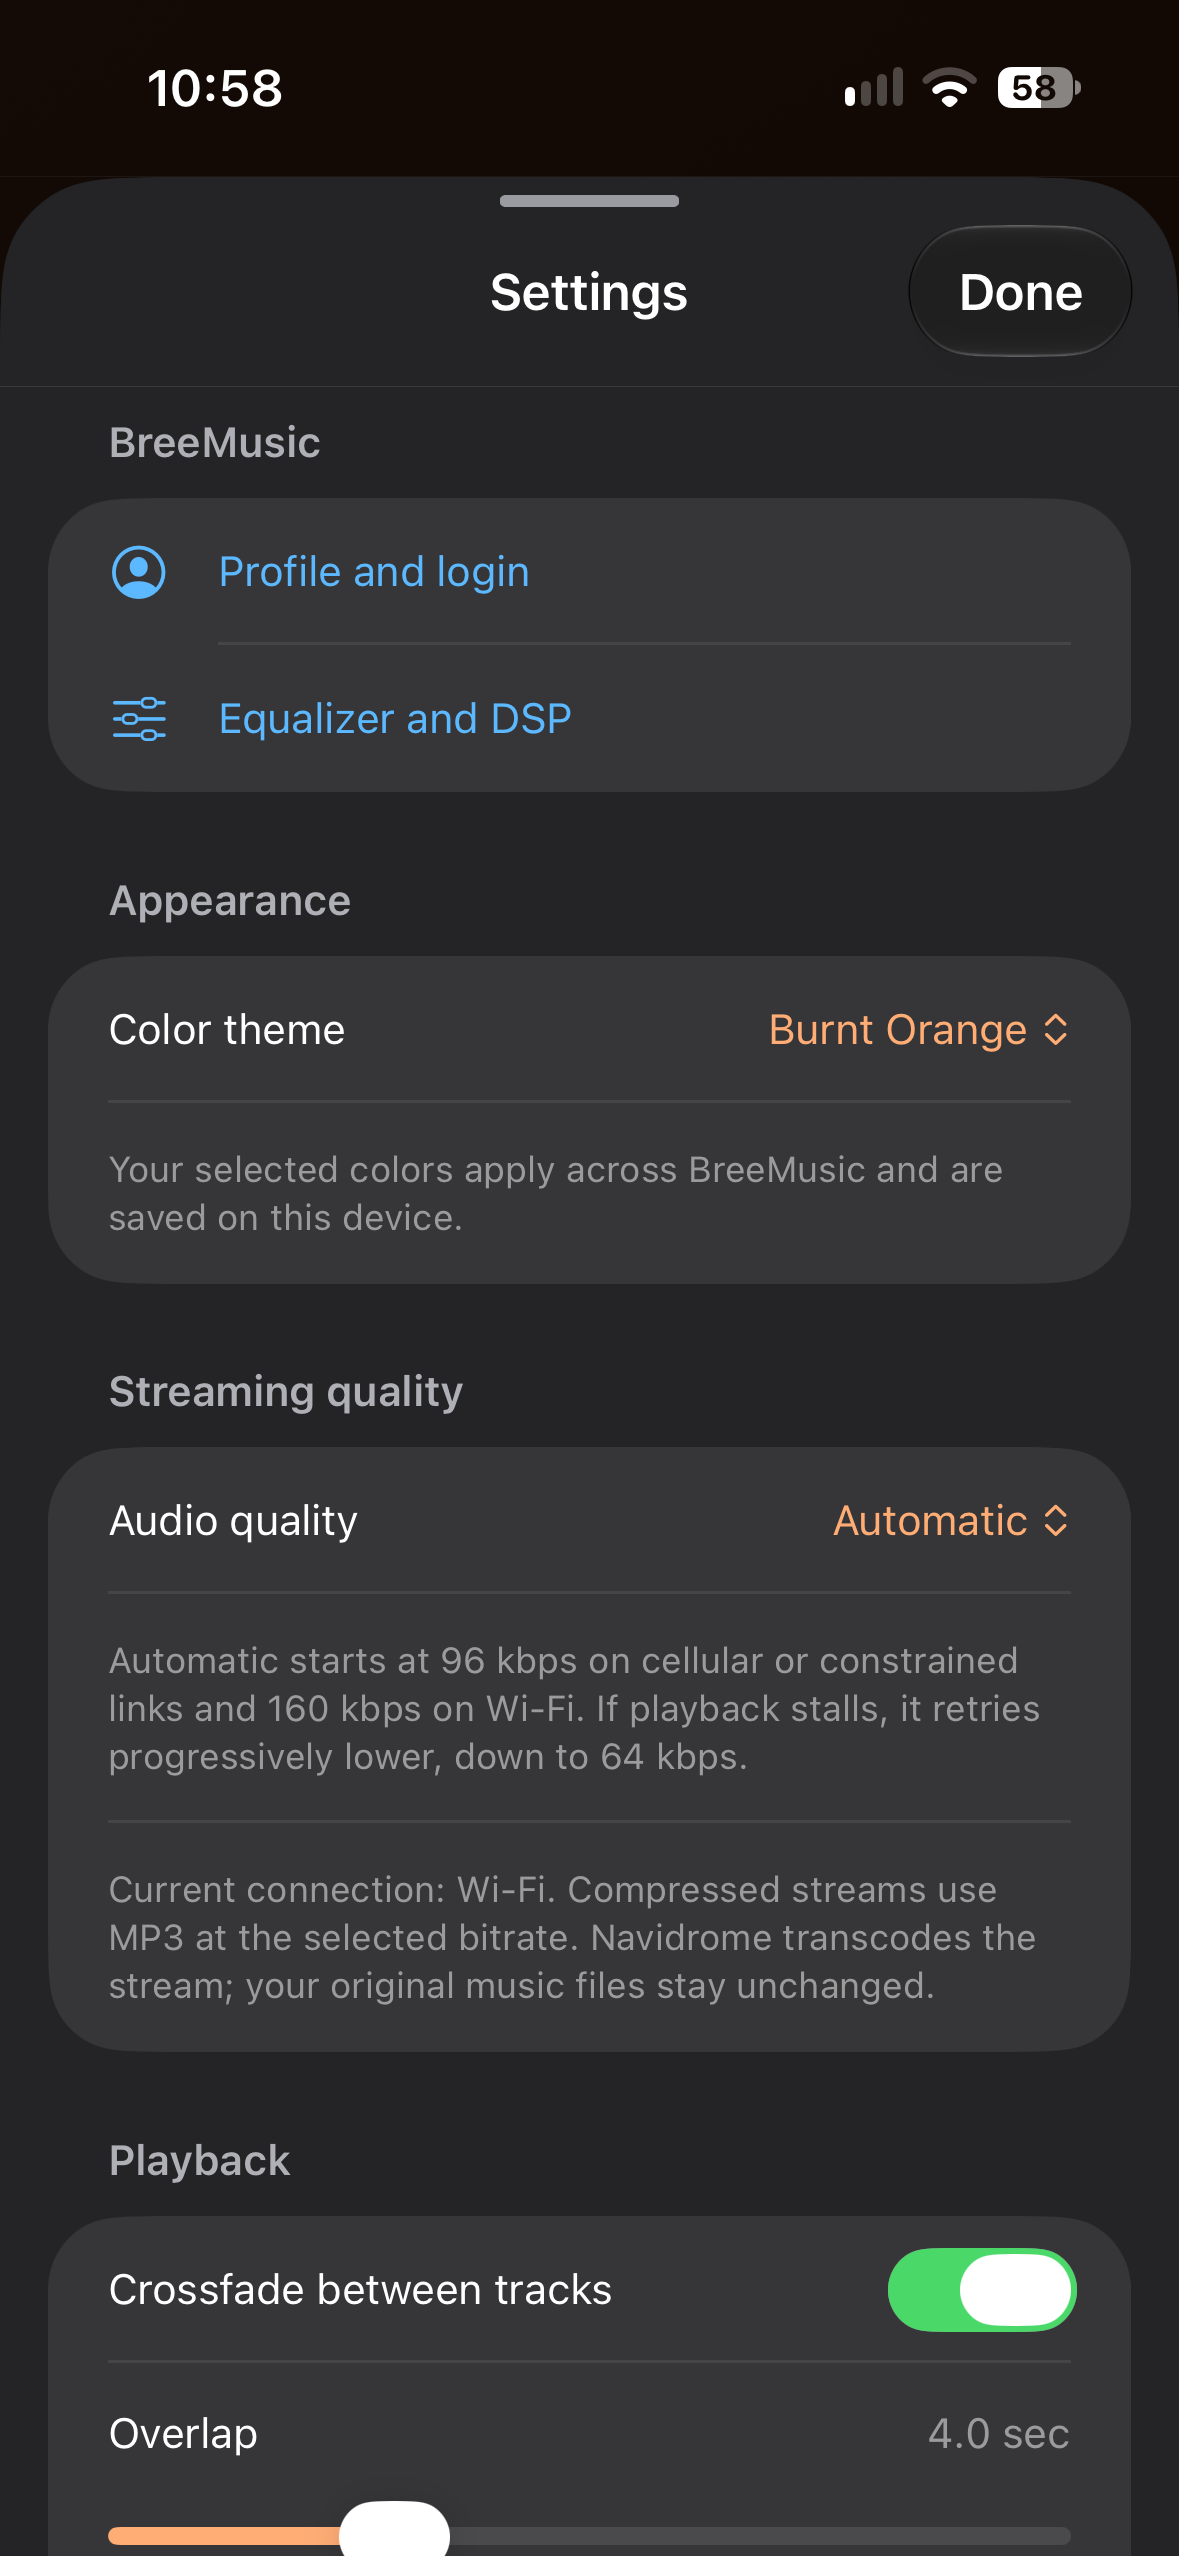 10:58
58
Settings
Done
BreeMusic
Profile and login
Equalizer and DSP
Appearance
Color theme
Burnt Orange
Your selected colors apply across BreeMusic and are
saved on this device.
Streaming quality
Audio quality
Automatic
Automatic starts at 96 kbps on cellular or constrained
links and 160 kbps on Wi-Fi. If playback stalls, it retries
progressively lower, down to 64 kbps.
Current connection: Wi-Fi. Compressed streams use
MP3 at the selected bitrate. Navidrome transcodes the
stream; your original music files stay unchanged.
Playback
Crossfade between tracks
Overlap
4.0 sec